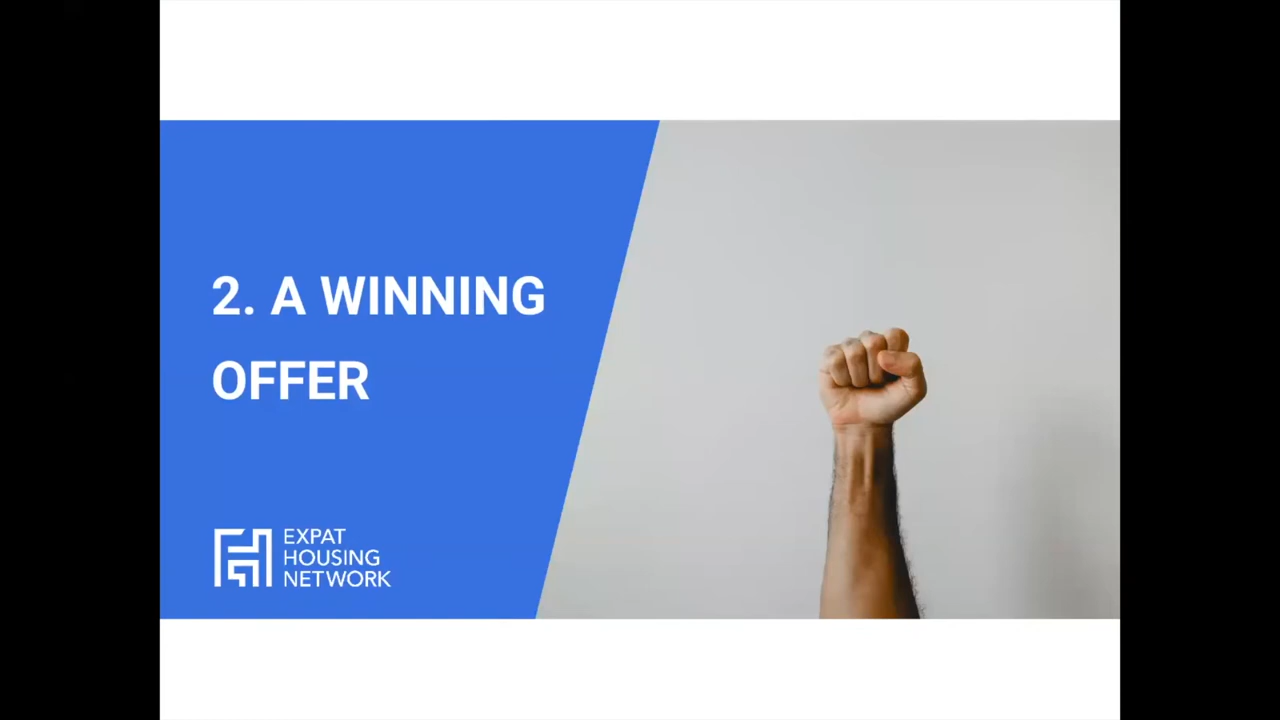 2. A WINNING
OFFER
EXPAT
HOUSING
NETWORK